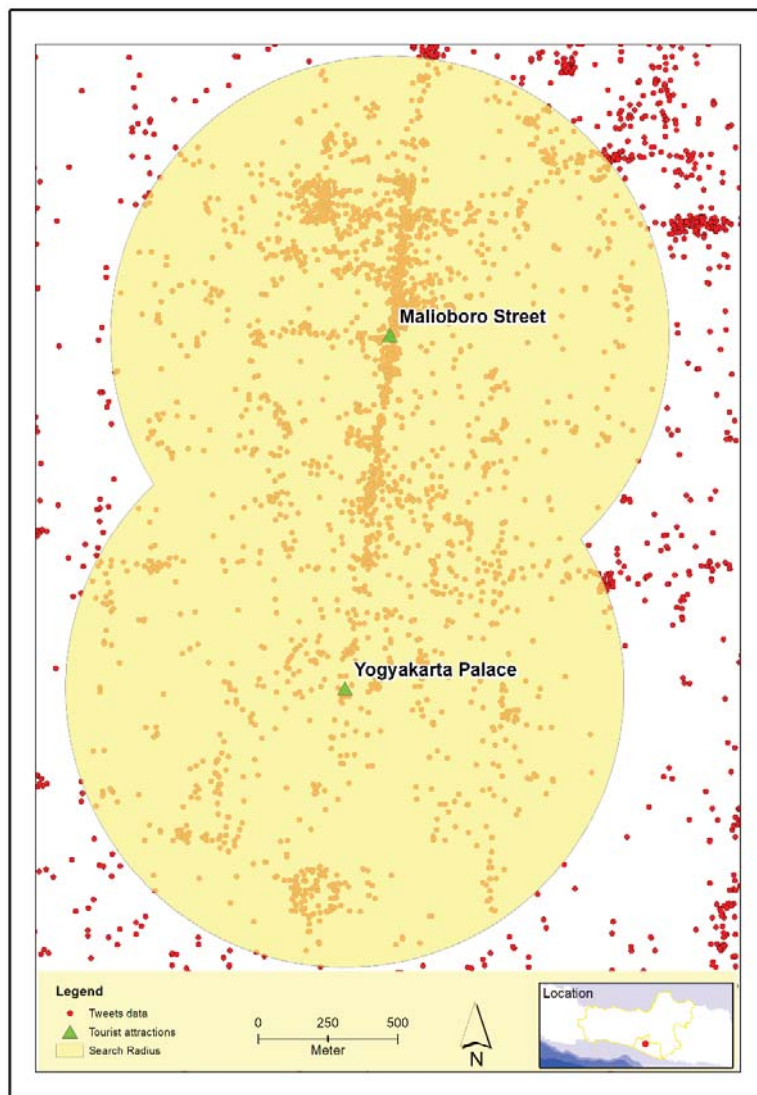 Malioboro Street
Yogyakarta Palace
Legend
Tweets data
Tourist attractions
Search Radius
0 250 500
Meter
N
Location